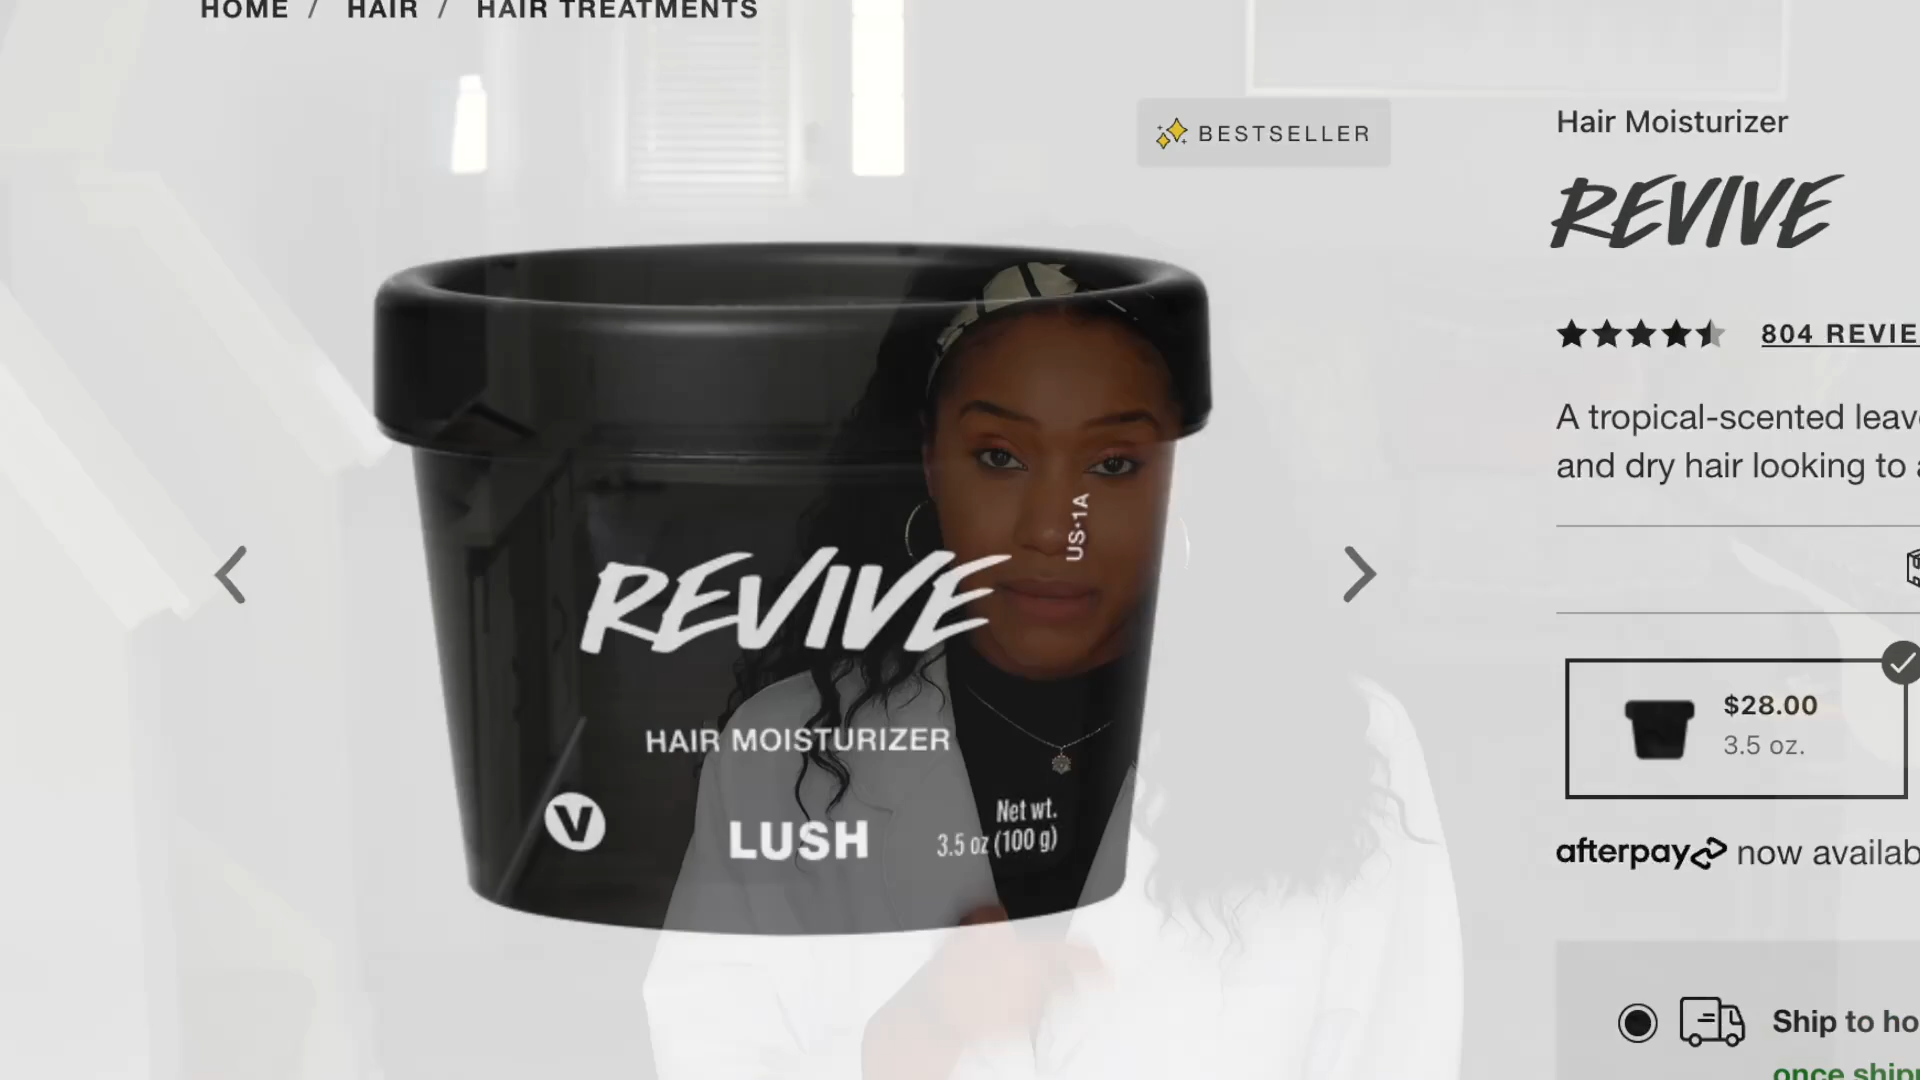 HOME / HAIR / HAIR TREATMENTS
BESTSELLER
Hair Moisturizer
REVIVE
804 REVIE
A tropical-scented leav
and dry hair looking to
US·1A
REVIVE
HAIR MOISTURIZER
V
LUSH
Net wt.
3.5 oz (100 g)
$28.00
3.5 oz.
afterpay now availab
Ship to ho
once shipp